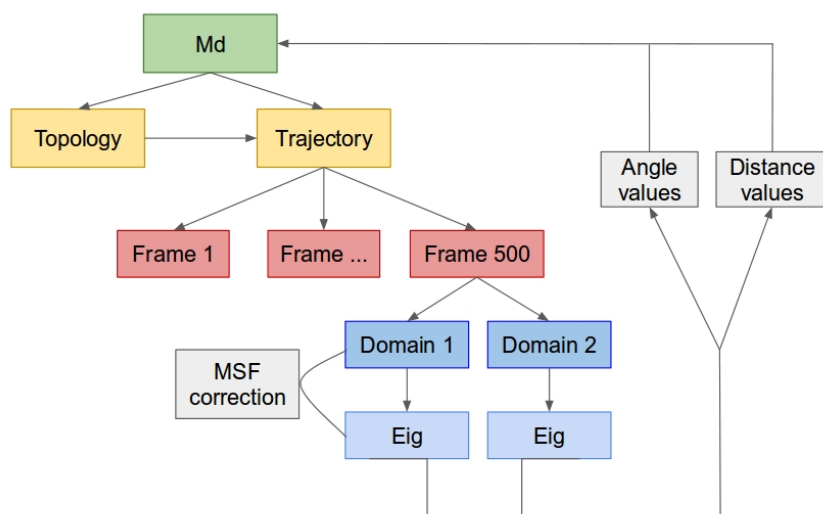 Md
Topology
Trajectory
Angle
values
Distance
values
Frame 1
Frame ...
Frame 500
Domain 1
Domain 2
MSF
correction
Eig
Eig